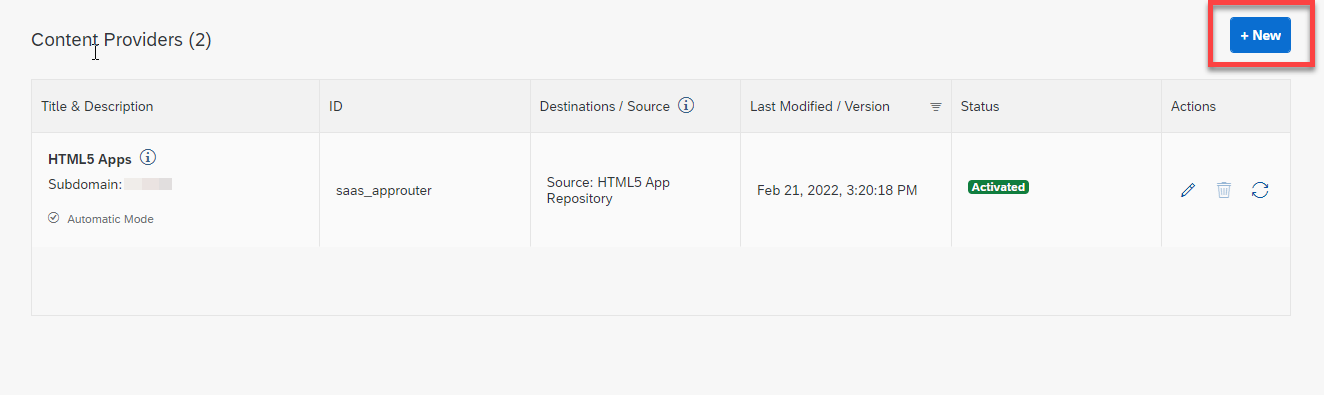 Content Providers (2)
+ New
Title & Description
ID
Destinations / Source
Last Modified / Version
Status
Actions
HTML5 Apps
Subdomain:
Automatic Mode
saas_approuter
Source: HTML5 App
Repository
Feb 21, 2022, 3:20:18 PM
Activated